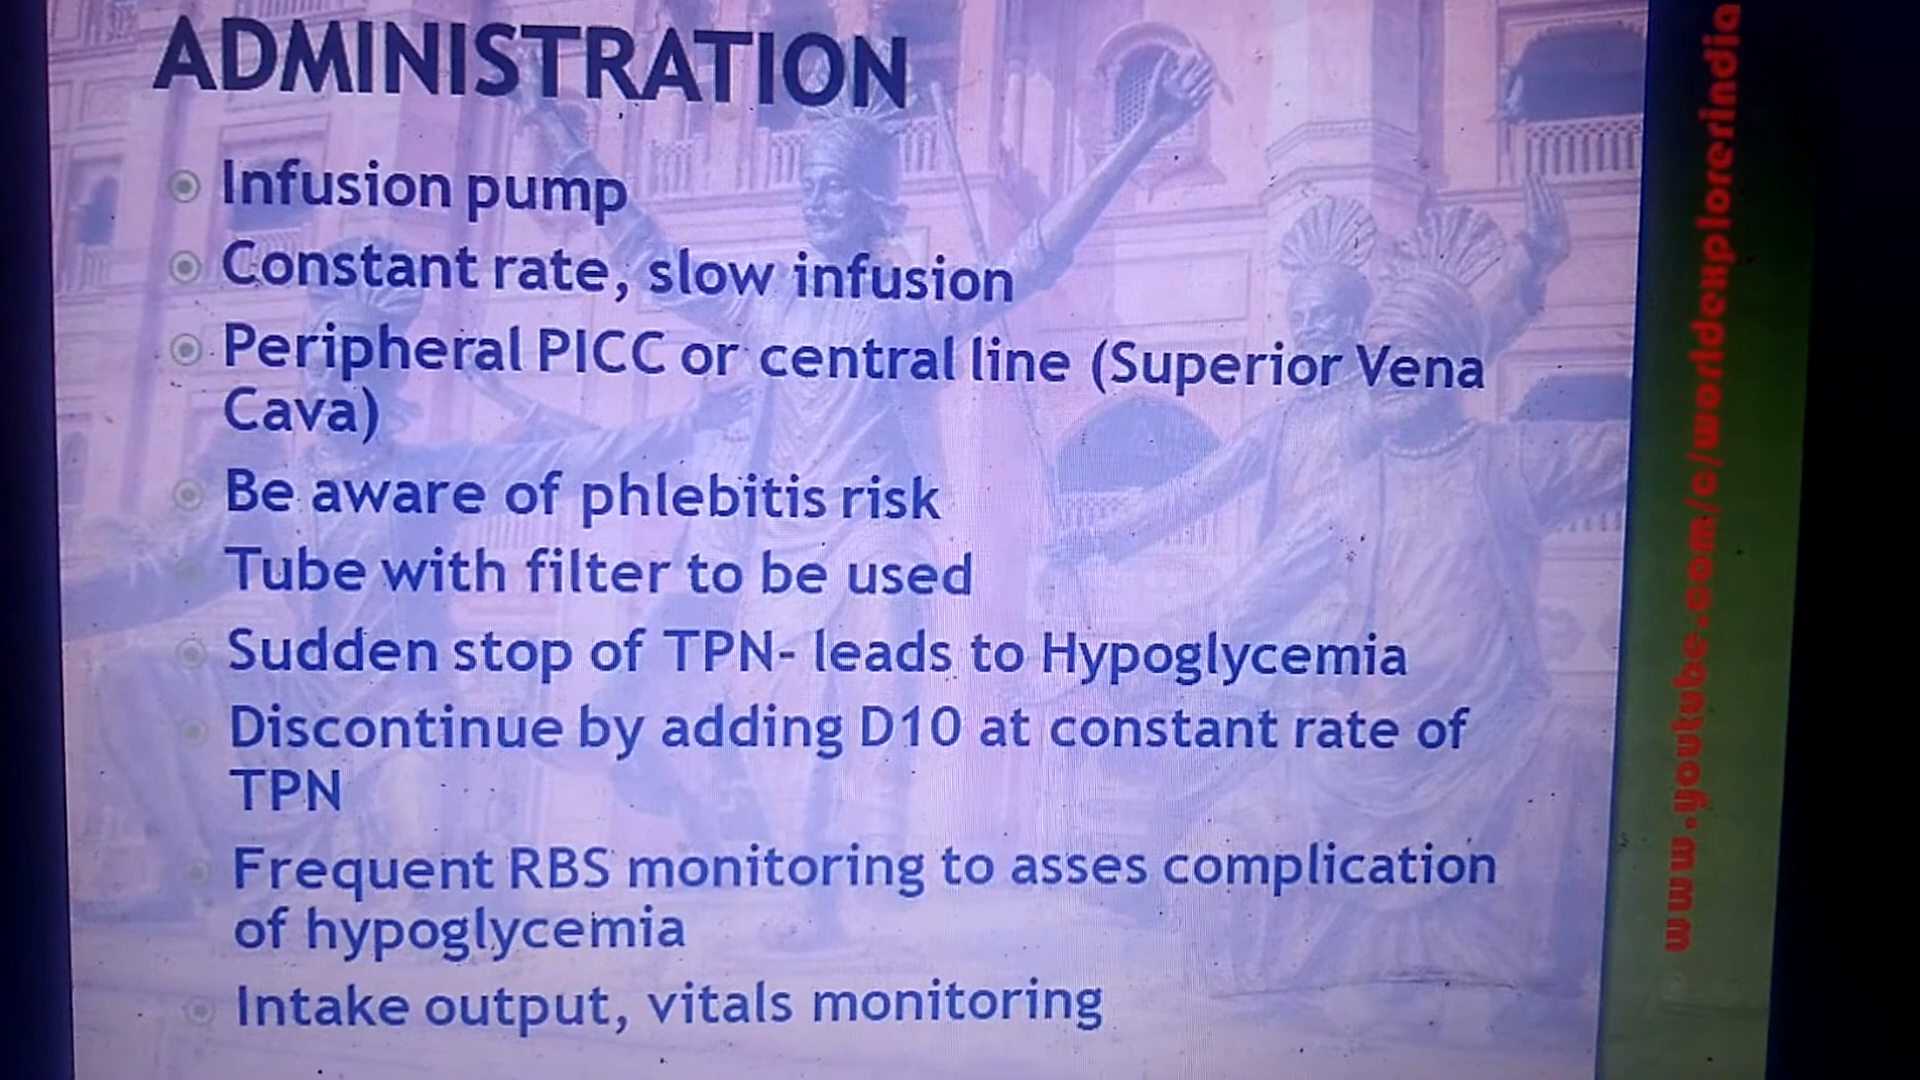 ADMINISTRATION
Infusion pump
Constant rate, slow infusion
Peripheral PICC or central line (Superior Vena
Cava)
Be aware of phlebitis risk
Tube with filter to be used
Sudden stop of TPN- leads to Hypoglycemia
Discontinue by adding D10 at constant rate of
TPN
Frequent RBS monitoring to asses complication
of hypoglycemia
Intake output, vitals monitoring
www.youtube.com/c/worldexplorerindia